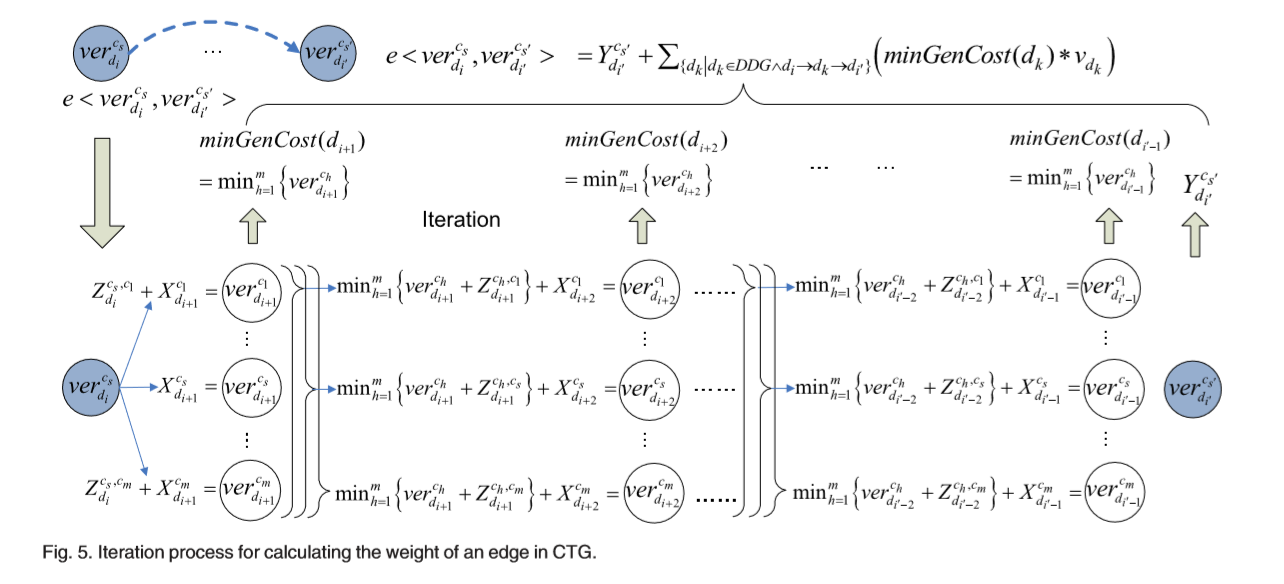 ver_{d_i}^{c_s} ... ver_{d_{i'}}^{c_{s'}} e < ver_{d_i}^{c_s}, ver_{d_{i'}}^{c_{s'}} > = Y_{d_{i'}}^{c_{s'}} + ∑_{{d_k|d_k∈DDG∧d_i→d_k→d_{i'}}} (minGenCost(d_k) * v_{d_k})
e < ver_{d_i}^{c_s}, ver_{d_{i'}}^{c_{s'}} >
minGenCost(d_{i+1}) minGenCost(d_{i+2}) ... ... minGenCost(d_{i'-1})
= min_{h=1}^{m} {ver_{d_{i+1}}^{c_h}} = min_{h=1}^{m} {ver_{d_{i+2}}^{c_h}} = min_{h=1}^{m} {ver_{d_{i'-1}}^{c_h}} Y_{d_{i'}}^{c_{s'}}
Iteration
Z_{d_i}^{c_s,c_1} + X_{d_{i+1}}^{c_1} = ver_{d_{i+1}}^{c_1} min_{h=1}^{m} {ver_{d_{i+1}}^{c_h} + Z_{d_{i+1}}^{c_h,c_1}} + X_{d_{i+2}}^{c_1} = ver_{d_{i+2}}^{c_1} ...... min_{h=1}^{m} {ver_{d_{i'-2}}^{c_h} + Z_{d_{i'-2}}^{c_h,c_1}} + X_{d_{i'-1}}^{c_1} = ver_{d_{i'-1}}^{c_1}
⋮ ⋮ ⋮
ver_{d_i}^{c_s} X_{d_{i+1}}^{c_s} = ver_{d_{i+1}}^{c_s} min_{h=1}^{m} {ver_{d_{i+1}}^{c_h} + Z_{d_{i+1}}^{c_h,c_s}} + X_{d_{i+2}}^{c_s} = ver_{d_{i+2}}^{c_s} ...... min_{h=1}^{m} {ver_{d_{i'-2}}^{c_h} + Z_{d_{i'-2}}^{c_h,c_s}} + X_{d_{i'-1}}^{c_s} = ver_{d_{i'-1}}^{c_s} ver_{d_{i'}}^{c_{s'}}
⋮ ⋮ ⋮
Z_{d_i}^{c_s,c_m} + X_{d_{i+1}}^{c_m} = ver_{d_{i+1}}^{c_m} min_{h=1}^{m} {ver_{d_{i+1}}^{c_h} + Z_{d_{i+1}}^{c_h,c_m}} + X_{d_{i+2}}^{c_m} = ver_{d_{i+2}}^{c_m} ...... min_{h=1}^{m} {ver_{d_{i'-2}}^{c_h} + Z_{d_{i'-2}}^{c_h,c_m}} + X_{d_{i'-1}}^{c_m} = ver_{d_{i'-1}}^{c_m}
Fig. 5. Iteration process for calculating the weight of an edge in CTG.